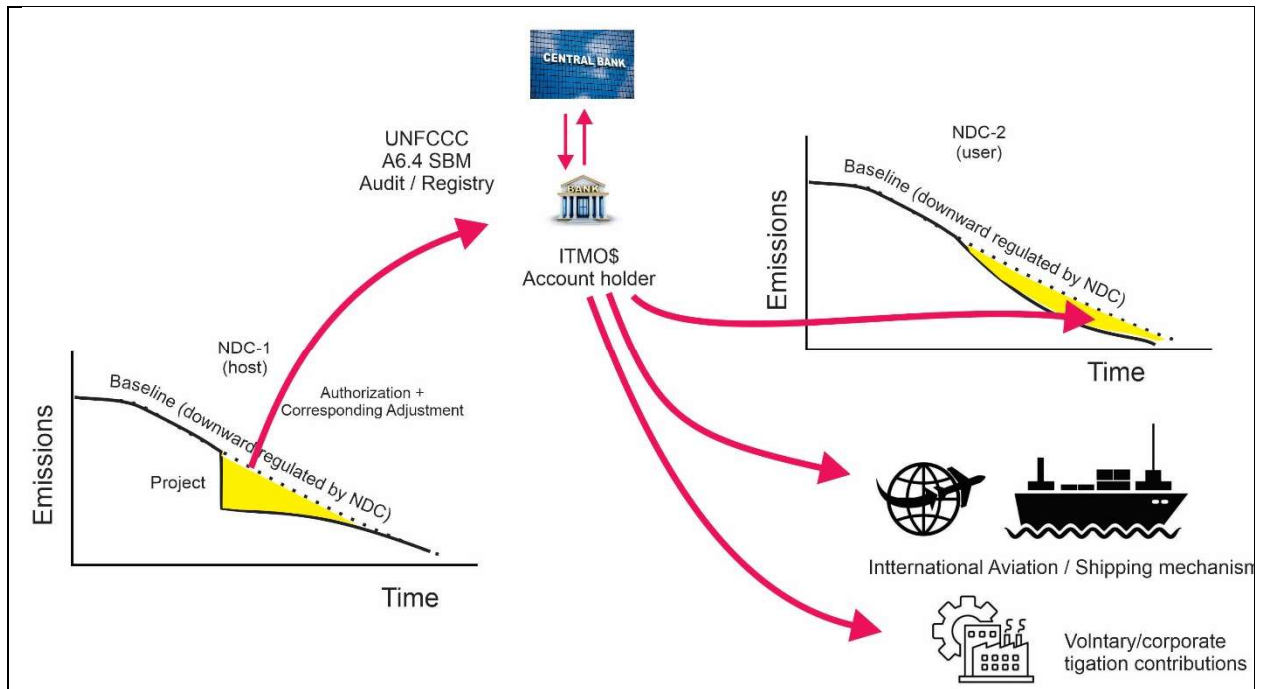 CENTRAL BANK
UNFCCC
A6.4 SBM
Audit / Registry
BANK
ITMO$
Account holder
NDC-2
(user)
Baseline (downward regulated by NDC)
Emissions
Time
NDC-1
(host)
Authorization +
Corresponding Adjustment
Baseline (downward regulated by NDC)
Project
Emissions
Time
Intternational Aviation / Shipping mechanism
Volntary/corporate
tigation contributions